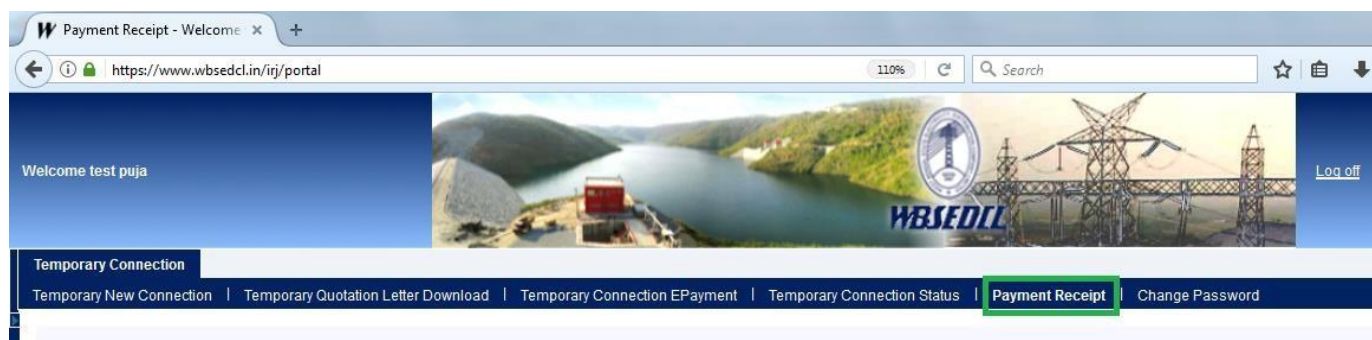 W Payment Receipt - Welcome × +
https://www.wbsedcl.in/irj/portal 110% Search
Welcome test puja
WBSEDCL
Log off
Temporary Connection
Temporary New Connection | Temporary Quotation Letter Download | Temporary Connection EPayment | Temporary Connection Status | Payment Receipt | Change Password